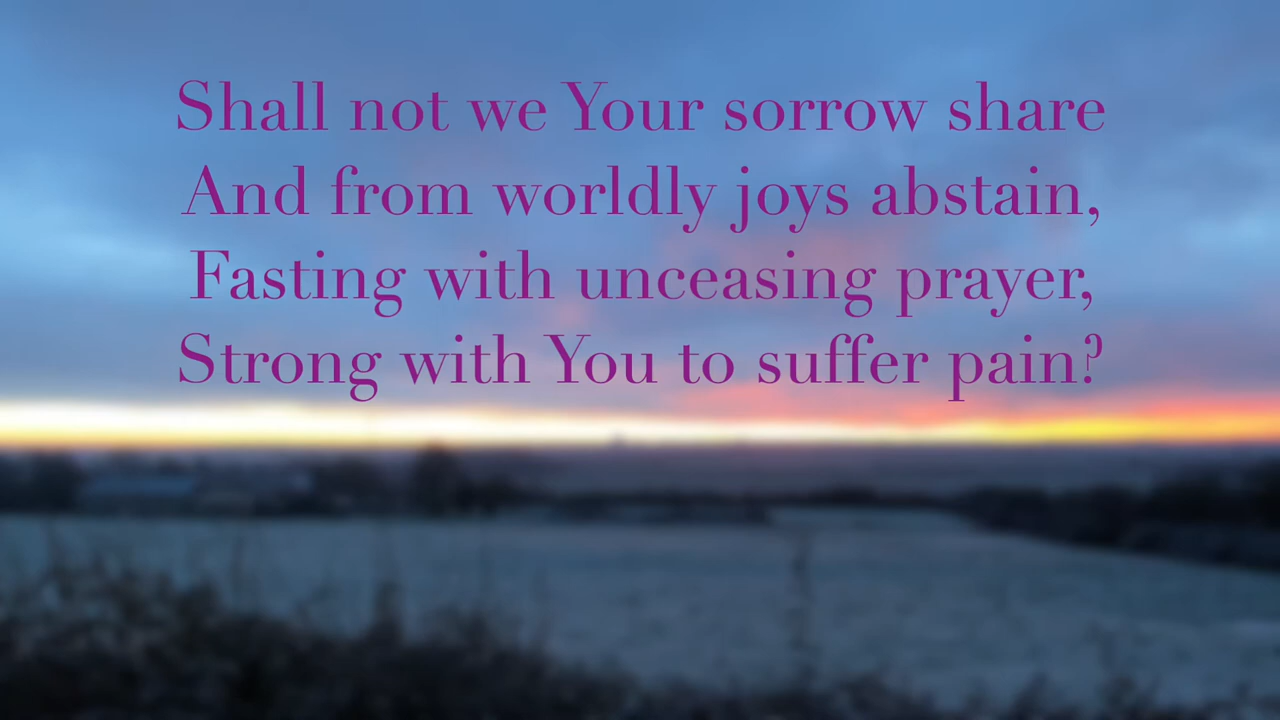 Shall not we Your sorrow share
And from worldly joys abstain,
Fasting with unceasing prayer,
Strong with You to suffer pain?